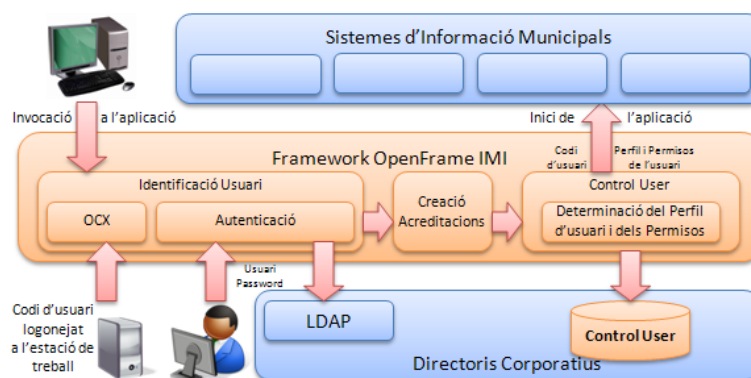 Sistemes d'Informació Municipals
Invocació a l'aplicació
Inici de l'aplicació
Codi d'usuari
Perfil i Permisos de l'usuari
Framework OpenFrame IMI
Identificació Usuari
OCX
Autenticació
Creació
Acreditacions
Control User
Determinació del Perfil
d'usuari i dels Permisos
Usuari
Password
Codi d'usuari
logonejat
a l'estació de
treball
LDAP
Control User
Directoris Corporatius